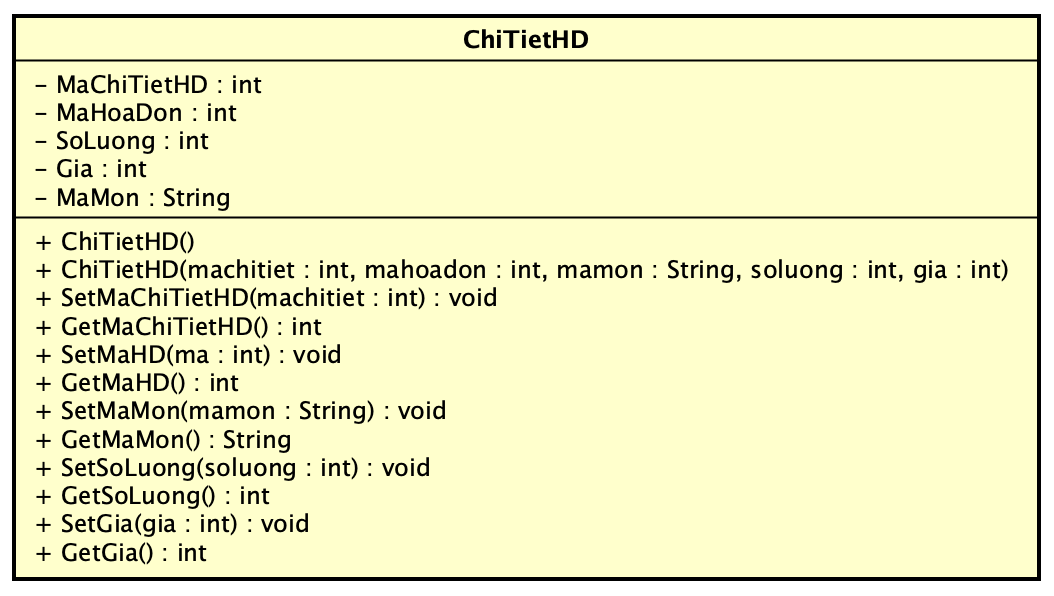 ChiTietHD
– MaChiTietHD : int
– MaHoaDon : int
– SoLuong : int
– Gia : int
– MaMon : String
+ ChiTietHD()
+ ChiTietHD(machitiet : int, mahoadon : int, mamon : String, soluong : int, gia : int)
+ SetMaChiTietHD(machitiet : int) : void
+ GetMaChiTietHD() : int
+ SetMaHD(ma : int) : void
+ GetMaHD() : int
+ SetMaMon(mamon : String) : void
+ GetMaMon() : String
+ SetSoLuong(soluong : int) : void
+ GetSoLuong() : int
+ SetGia(gia : int) : void
+ GetGia() : int